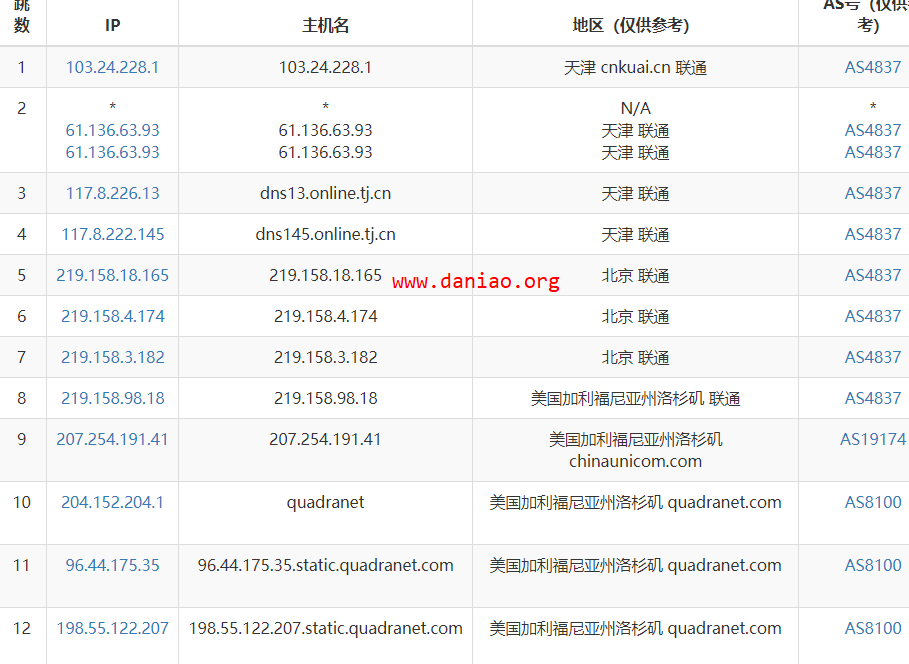 跳 AS号（仅供参
数 IP 主机名 地区（仅供参考） 考）
1 103.24.228.1 103.24.228.1 天津 cnkuai.cn 联通 AS4837
2 * * N/A *
61.136.63.93 61.136.63.93 天津 联通 AS4837
61.136.63.93 61.136.63.93 天津 联通 AS4837
3 117.8.226.13 dns13.online.tj.cn 天津 联通 AS4837
4 117.8.222.145 dns145.online.tj.cn 天津 联通 AS4837
5 219.158.18.165 219.158.18.165 北京 联通 AS4837
www.daniao.org
6 219.158.4.174 219.158.4.174 北京 联通 AS4837
7 219.158.3.182 219.158.3.182 北京 联通 AS4837
8 219.158.98.18 219.158.98.18 美国加利福尼亚州洛杉矶 联通 AS4837
9 207.254.191.41 207.254.191.41 美国加利福尼亚州洛杉矶 AS19174
chinaunicom.com
10 204.152.204.1 quadranet 美国加利福尼亚州洛杉矶 quadranet.com AS8100
11 96.44.175.35 96.44.175.35.static.quadranet.com 美国加利福尼亚州洛杉矶 quadranet.com AS8100
12 198.55.122.207 198.55.122.207.static.quadranet.com 美国加利福尼亚州洛杉矶 quadranet.com AS8100